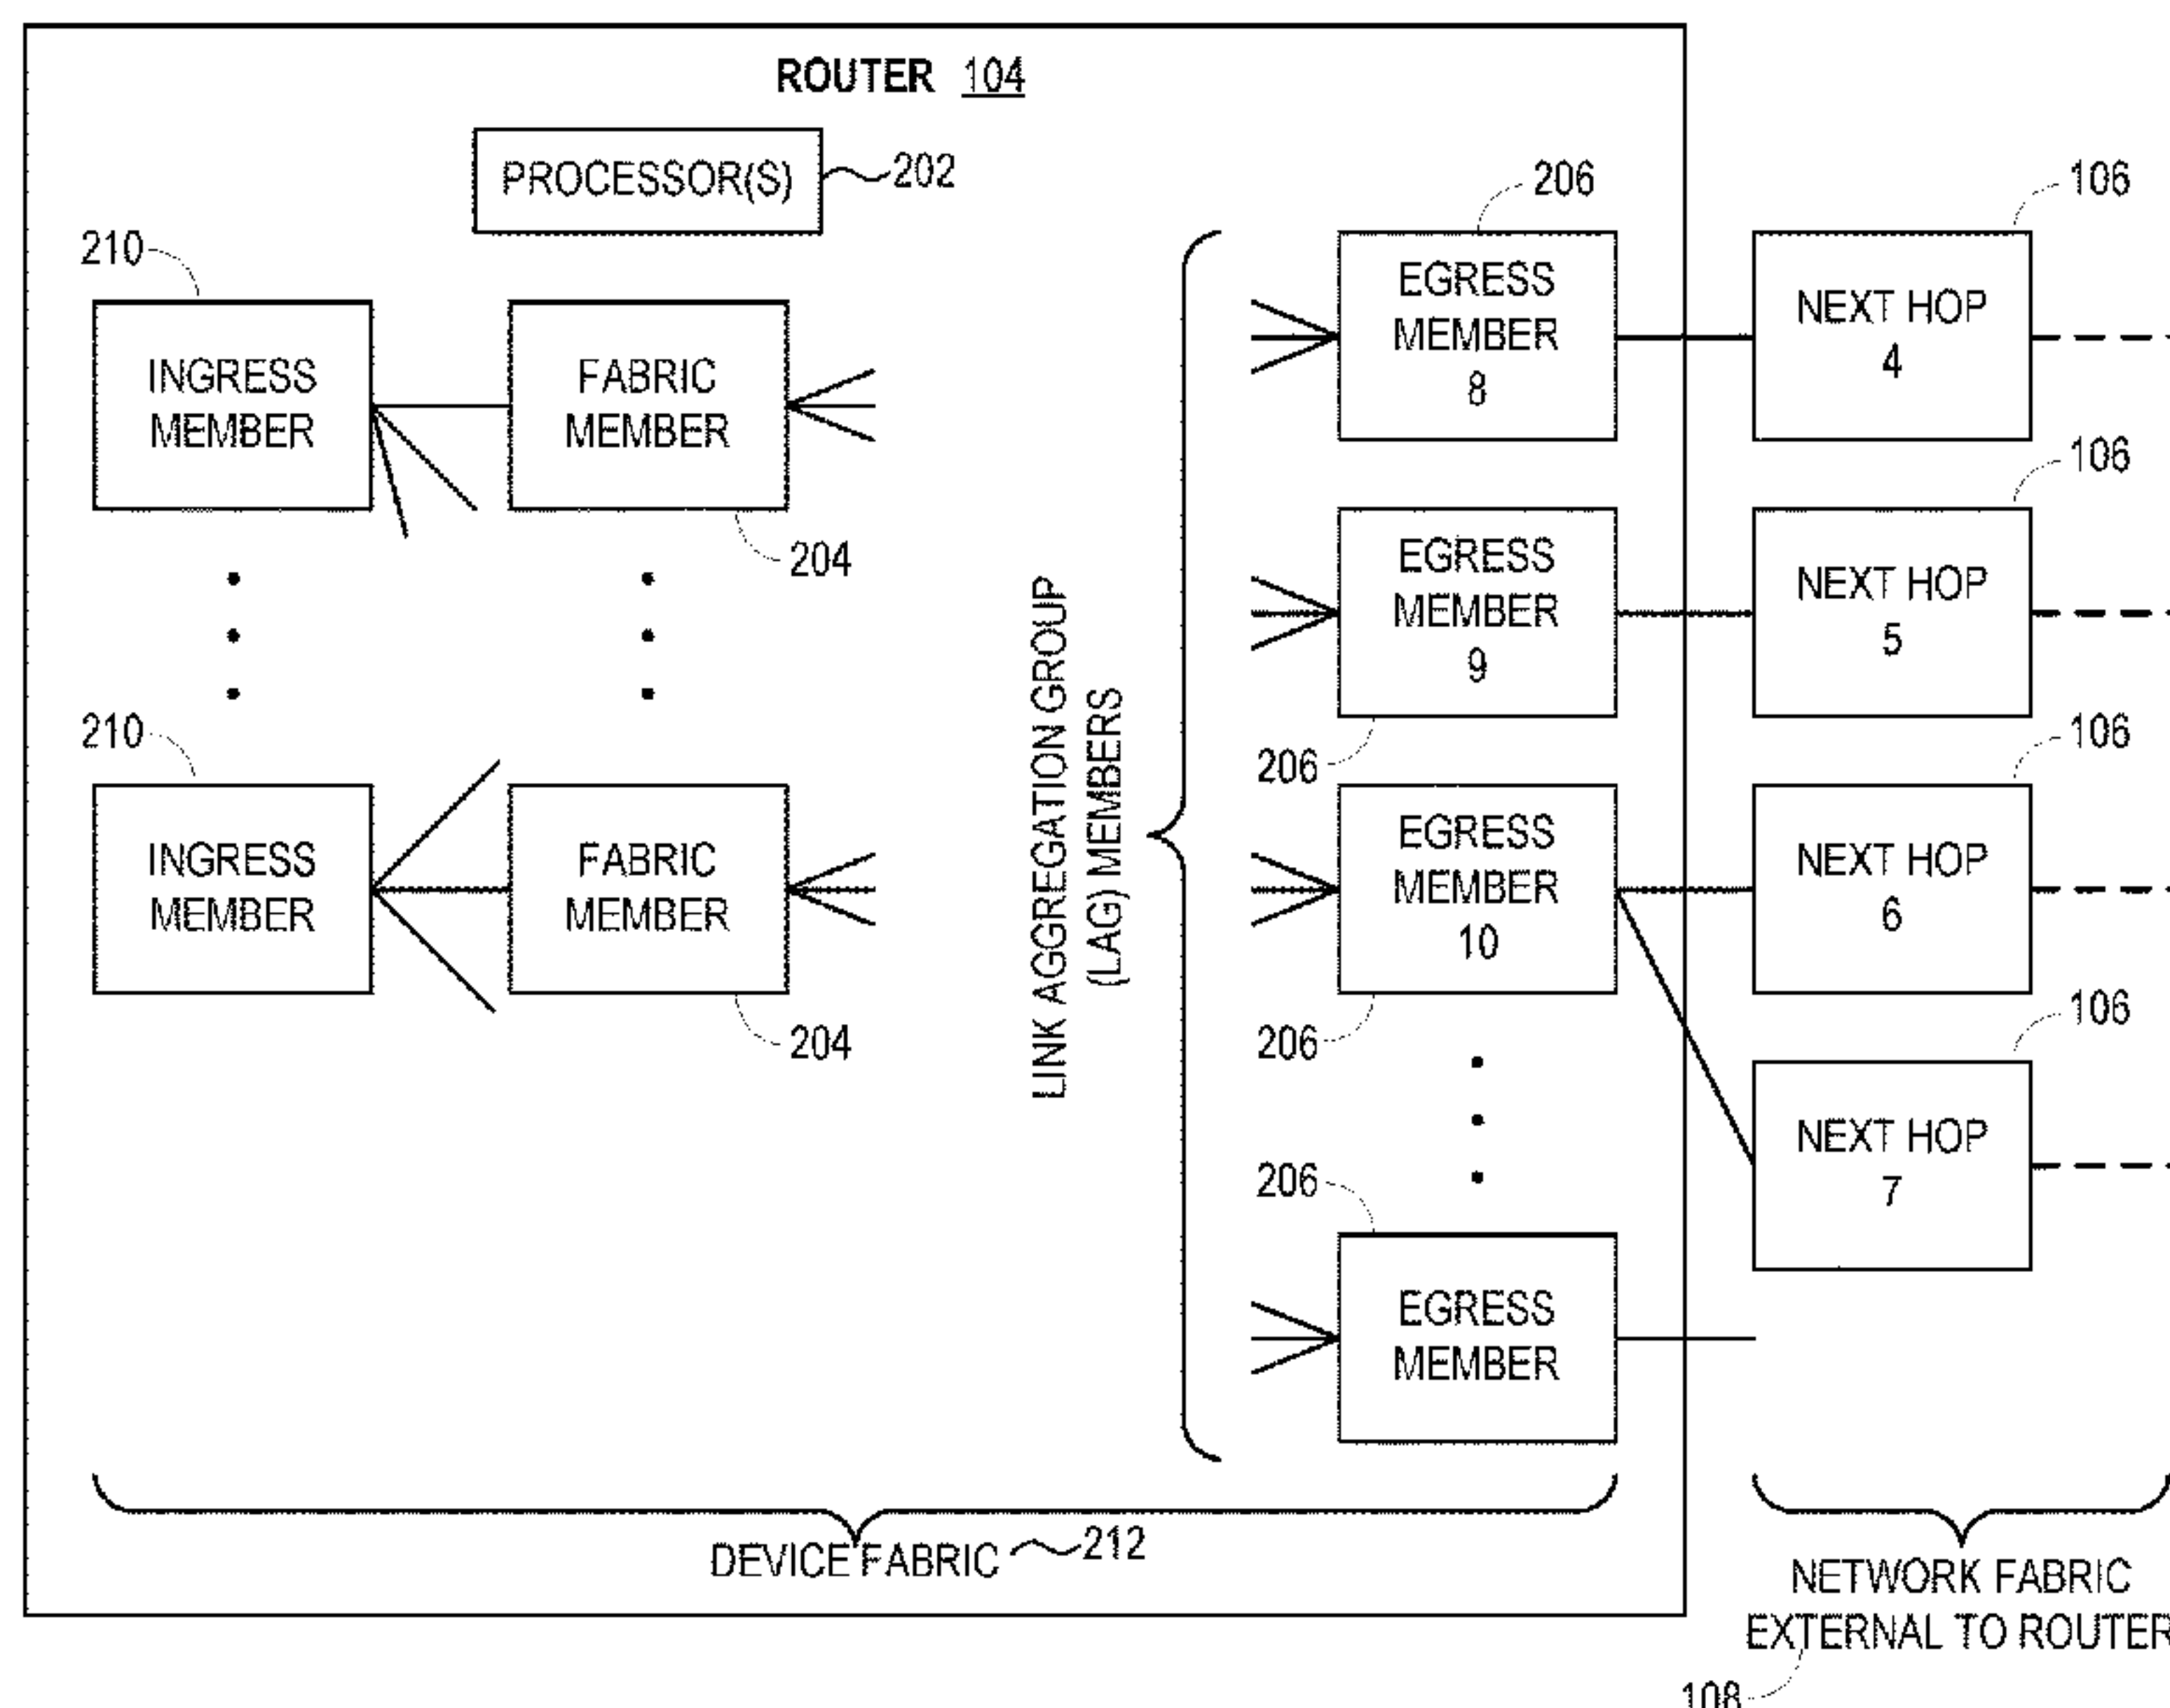 ROUTER 104
PROCESSOR(S)
202
210
INGRESS
MEMBER
FABRIC
MEMBER
204
210
INGRESS
MEMBER
FABRIC
MEMBER
204
LINK AGGREGATION GROUP
(LAG) MEMBERS
206
EGRESS
MEMBER
8
EGRESS
MEMBER
9
206
EGRESS
MEMBER
10
206
206
EGRESS
MEMBER
106
NEXT HOP
4
106
NEXT HOP
5
106
NEXT HOP
6
106
NEXT HOP
7
DEVICE FABRIC
212
NETWORK FABRIC
EXTERNAL TO ROUTER
108